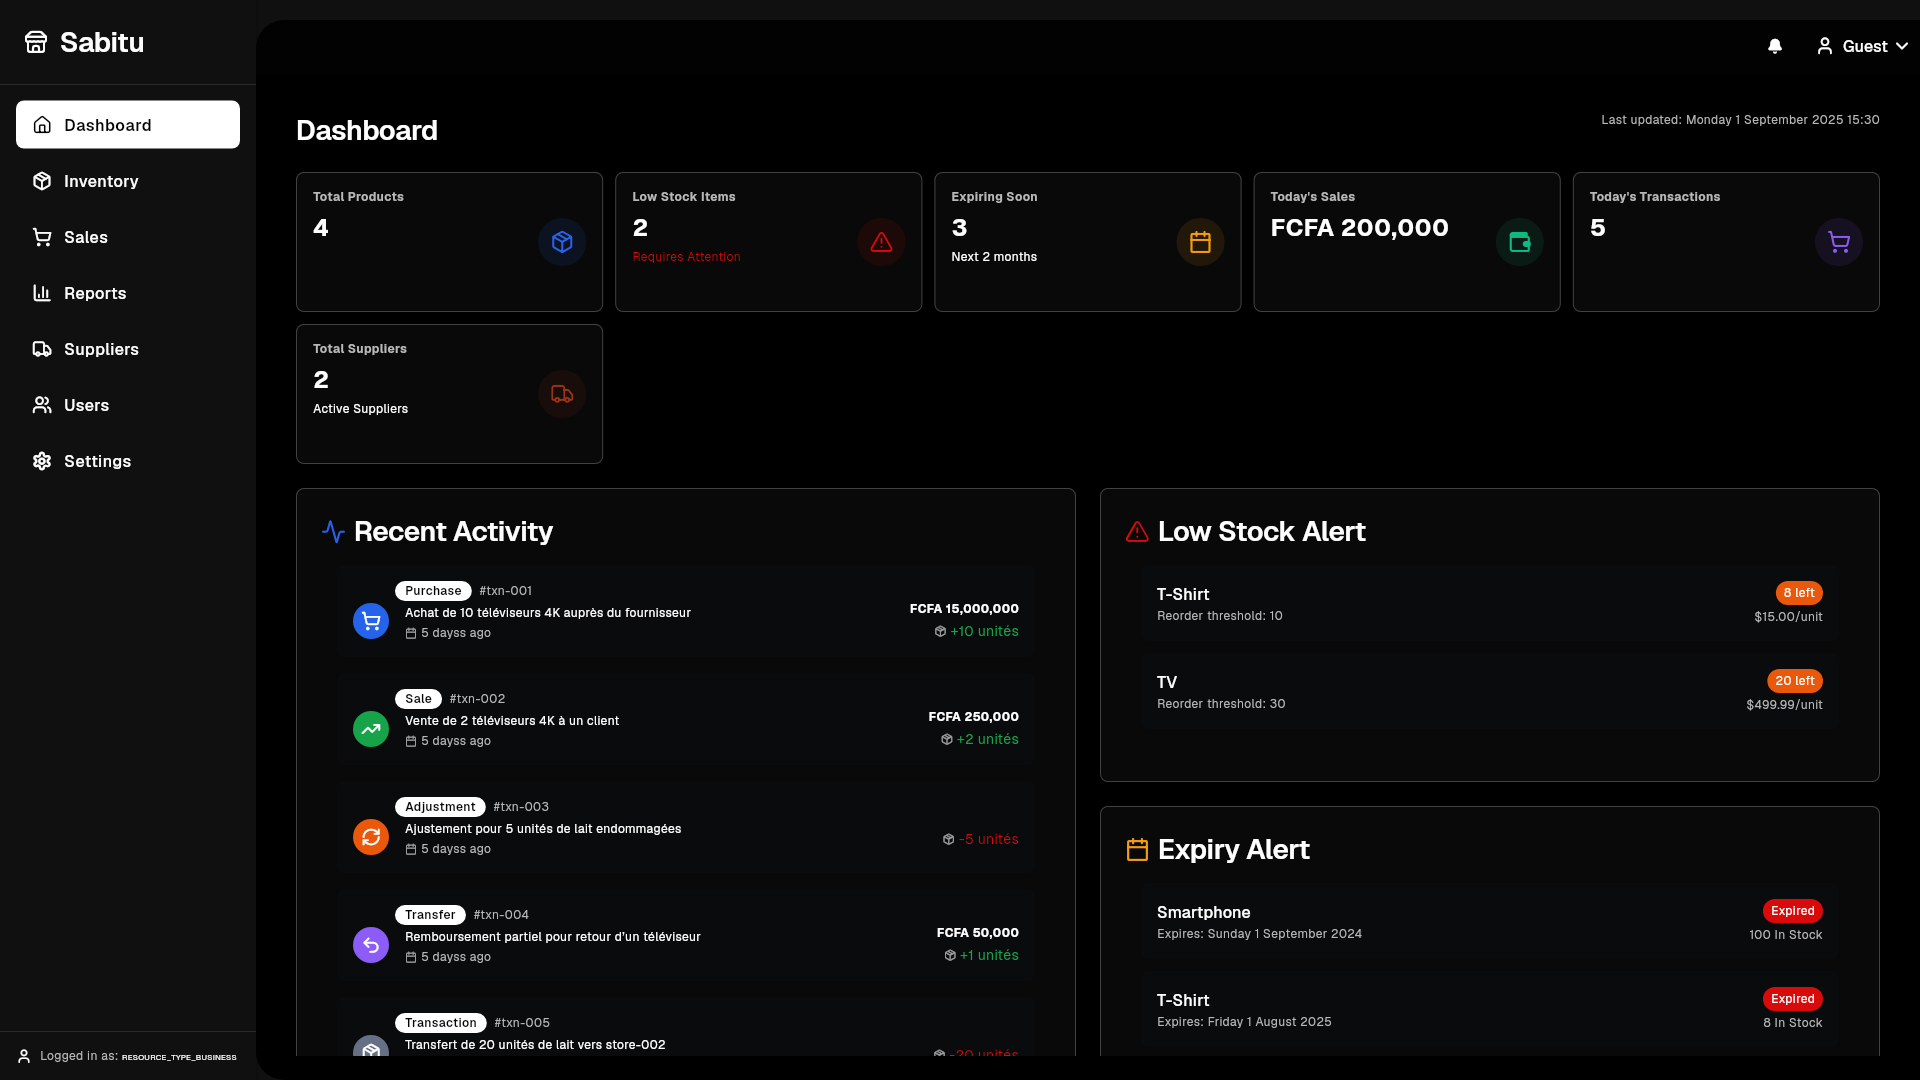 Sabitu
Guest
Dashboard
Inventory
Sales
Reports
Suppliers
Users
Settings
Logged in as: RESOURCE_TYPE_BUSINESS
Dashboard
Last updated: Monday 1 September 2025 15:30
Total Products
4
Low Stock Items
2
Requires Attention
Expiring Soon
3
Next 2 months
Today's Sales
FCFA 200,000
Today's Transactions
5
Total Suppliers
2
Active Suppliers
Recent Activity
Purchase #txn-001
Achat de 10 téléviseurs 4K auprès du fournisseur
5 dayss ago
FCFA 15,000,000
+10 unités
Sale #txn-002
Vente de 2 téléviseurs 4K à un client
5 dayss ago
FCFA 250,000
+2 unités
Adjustment #txn-003
Ajustement pour 5 unités de lait endommagées
5 dayss ago
-5 unités
Transfer #txn-004
Remboursement partiel pour retour d'un téléviseur
5 dayss ago
FCFA 50,000
+1 unités
Transaction #txn-005
Transfert de 20 unités de lait vers store-002
-20 unités
Low Stock Alert
T-Shirt
Reorder threshold: 10
8 left
$15.00/unit
TV
Reorder threshold: 30
20 left
$499.99/unit
Expiry Alert
Smartphone
Expires: Sunday 1 September 2024
Expired
100 In Stock
T-Shirt
Expires: Friday 1 August 2025
Expired
8 In Stock